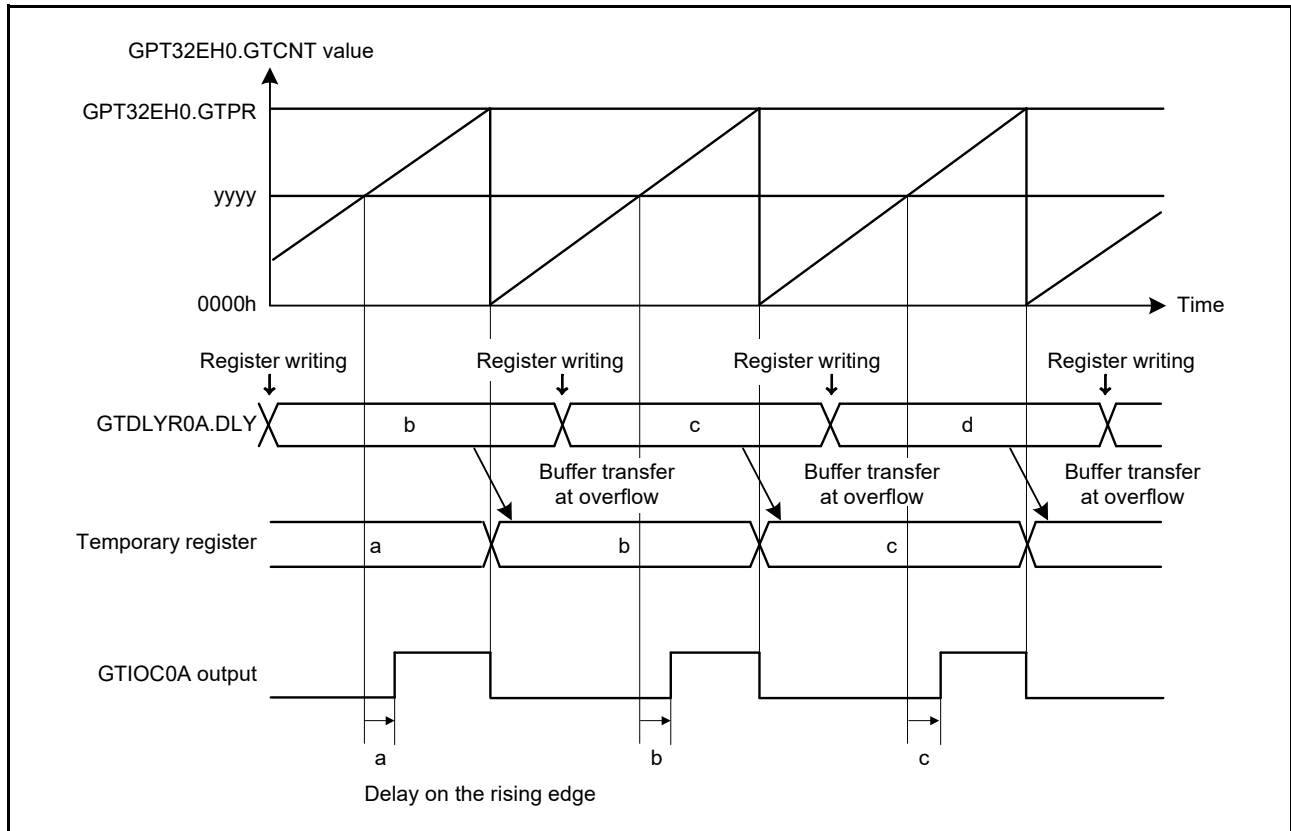 GPT32EH0.GTCNT value
GPT32EH0.GTPR
yyyy
0000h
Time
Register writing
Register writing
Register writing
Register writing
GTDLYR0A.DLY
b
c
d
Buffer transfer
at overflow
Buffer transfer
at overflow
Buffer transfer
at overflow
Temporary register
a
b
c
GTIOC0A output
a
b
c
Delay on the rising edge